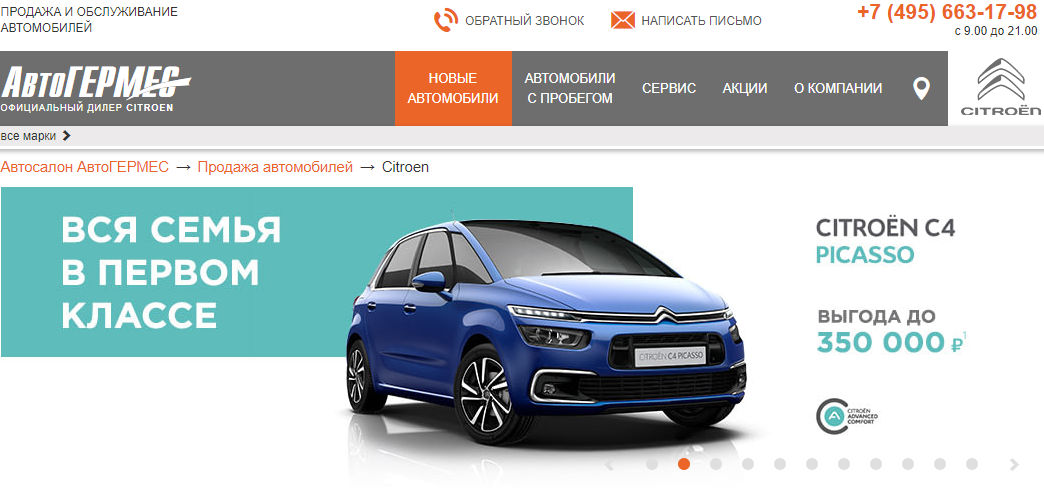 ПРОДАЖА И ОБСЛУЖИВАНИЕ
АВТОМОБИЛЕЙ
ОБРАТНЫЙ ЗВОНОК
НАПИСАТЬ ПИСЬМО
+7 (495) 663-17-98
с 9.00 до 21.00
АвтоГЕРМЕС
ОФИЦИАЛЬНЫЙ ДИЛЕР CITROEN
НОВЫЕ
АВТОМОБИЛИ
АВТОМОБИЛИ
С ПРОБЕГОМ
СЕРВИС
АКЦИИ
О КОМПАНИИ
CITROËN
все марки
Автосалон АвтоГЕРМЕС → Продажа автомобилей → Citroen
ВСЯ СЕМЬЯ
В ПЕРВОМ
КЛАССЕ
CITROËN C4 PICASSO
CITROËN C4
PICASSO
ВЫГОДА ДО
350 000 ₽¹
CITROËN
ADVANCED
COMFORT